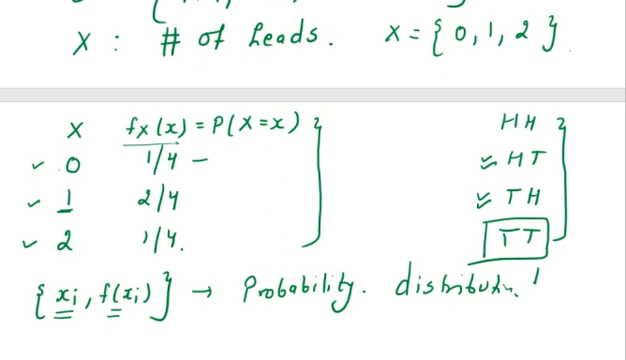 X : # of heads. X = { 0, 1, 2 }
X fX(x) = P(X=x)
0 1/4 –
1 2/4
2 1/4.
HH
HT
TH
TT
{ xi, f(xi) } → Probability. distributn.